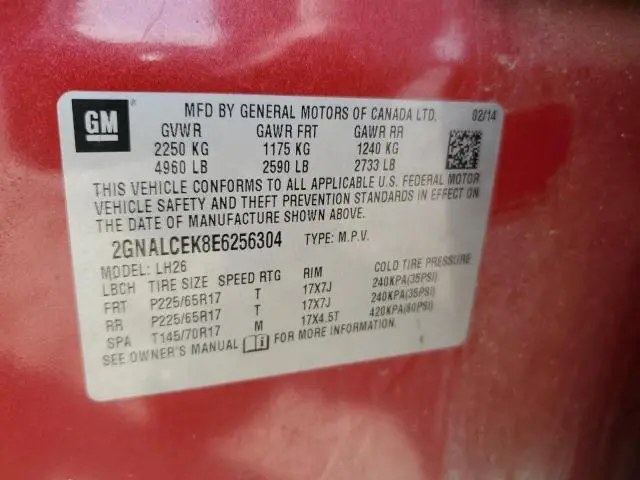 GM
MFD BY GENERAL MOTORS OF CANADA LTD. 02/14
GVWR GAWR FRT GAWR RR
2250 KG 1175 KG 1240 KG
4960 LB 2590 LB 2733 LB
THIS VEHICLE CONFORMS TO ALL APPLICABLE U.S. FEDERAL MOTOR
VEHICLE SAFETY AND THEFT PREVENTION STANDARDS IN EFFECT ON
THE DATE OF MANUFACTURE SHOWN ABOVE.
2GNALCEK8E6256304 TYPE: M.P.V.
MODEL: LH26
LBCH TIRE SIZE SPEED RTG RIM COLD TIRE PRESSURE
FRT P225/65R17 T 17X7J 240KPA(35PSI)
RR P225/65R17 T 17X7J 240KPA(35PSI)
SPA T145/70R17 M 17X4.5T 420KPA(60PSI)
SEE OWNER'S MANUAL i FOR MORE INFORMATION.